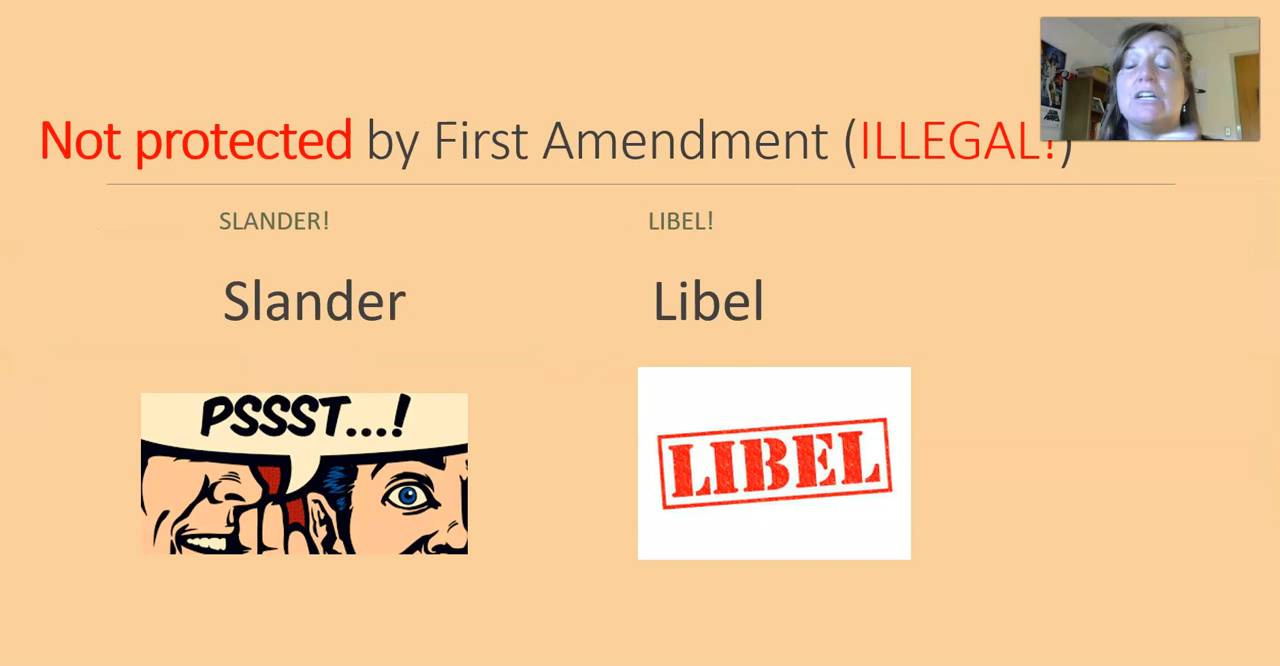 Not protected by First Amendment (ILLEGAL!)
SLANDER!
LIBEL!
Slander
Libel
PSSST...!
LIBEL